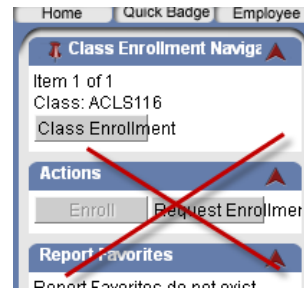 Home Quick Badge Employee
Class Enrollment Naviga
Item 1 of 1
Class: ACLS116
Class Enrollment
Actions
Enroll Request Enrollmen
Report Favorites
Report Favorites do not exist